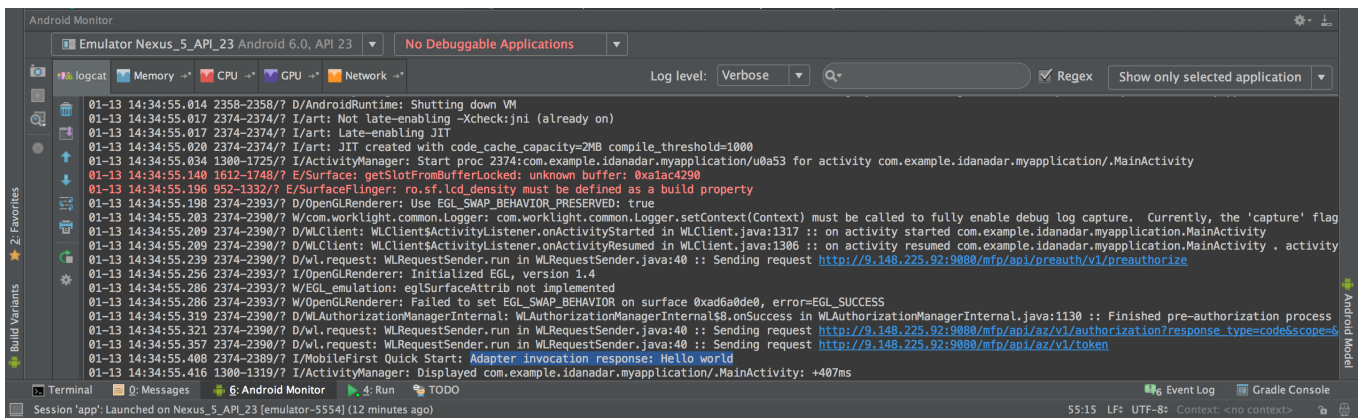 Android Monitor
Emulator Nexus_5_API_23 Android 6.0, API 23
No Debuggable Applications
logcat
Memory
CPU
GPU
Network
Log level:
Verbose
Regex
Show only selected application
01-13 14:34:55.014 2358-2358/? D/AndroidRuntime: Shutting down VM
01-13 14:34:55.017 2374-2374/? I/art: Not late-enabling -Xcheck:jni (already on)
01-13 14:34:55.017 2374-2374/? I/art: Late-enabling JIT
01-13 14:34:55.020 2374-2374/? I/art: JIT created with code_cache_capacity=2MB compile_threshold=1000
01-13 14:34:55.034 1300-1725/? I/ActivityManager: Start proc 2374:com.example.idanadar.myapplication/u0a53 for activity com.example.idanadar.myapplication/.MainActivity
01-13 14:34:55.140 1612-1748/? E/Surface: getSlotFromBufferLocked: unknown buffer: 0xa1ac4290
01-13 14:34:55.196 952-1332/? E/SurfaceFlinger: ro.sf.lcd_density must be defined as a build property
01-13 14:34:55.198 2374-2393/? D/OpenGLRenderer: Use EGL_SWAP_BEHAVIOR_PRESERVED: true
01-13 14:34:55.203 2374-2390/? W/com.worklight.common.Logger: com.worklight.common.Logger.setContext(Context) must be called to fully enable debug log capture.  Currently, the 'capture' flag
01-13 14:34:55.209 2374-2390/? D/WLClient: WLClient$ActivityListener.onActivityStarted in WLClient.java:1317 :: on activity started com.example.idanadar.myapplication.MainActivity
01-13 14:34:55.209 2374-2390/? D/WLClient: WLClient$ActivityListener.onActivityResumed in WLClient.java:1306 :: on activity resumed com.example.idanadar.myapplication.MainActivity . activity
01-13 14:34:55.239 2374-2390/? D/wl.request: WLRequestSender.run in WLRequestSender.java:40 :: Sending request http://9.148.225.92:9080/mfp/api/preauth/v1/preauthorize
01-13 14:34:55.256 2374-2393/? I/OpenGLRenderer: Initialized EGL, version 1.4
01-13 14:34:55.286 2374-2393/? W/EGL_emulation: eglSurfaceAttrib not implemented
01-13 14:34:55.286 2374-2393/? W/OpenGLRenderer: Failed to set EGL_SWAP_BEHAVIOR on surface 0xad6a0de0, error=EGL_SUCCESS
01-13 14:34:55.319 2374-2390/? D/WLAuthorizationManagerInternal: WLAuthorizationManagerInternal$8.onSuccess in WLAuthorizationManagerInternal.java:1130 :: Finished pre-authorization process
01-13 14:34:55.321 2374-2390/? D/wl.request: WLRequestSender.run in WLRequestSender.java:40 :: Sending request http://9.148.225.92:9080/mfp/api/az/v1/authorization?response_type=code&scope=&
01-13 14:34:55.357 2374-2390/? D/wl.request: WLRequestSender.run in WLRequestSender.java:40 :: Sending request http://9.148.225.92:9080/mfp/api/az/v1/token
01-13 14:34:55.408 2374-2389/? I/MobileFirst Quick Start: Adapter invocation response: Hello world
01-13 14:34:55.416 1300-1319/? I/ActivityManager: Displayed com.example.idanadar.myapplication/.MainActivity: +407ms
2: Favorites
Build Variants
Android Model
Terminal
0: Messages
6: Android Monitor
4: Run
TODO
6 Event Log
Gradle Console
Session 'app': Launched on Nexus_5_API_23 [emulator-5554] (12 minutes ago)
55:15 LF UTF-8 Context: <no context>